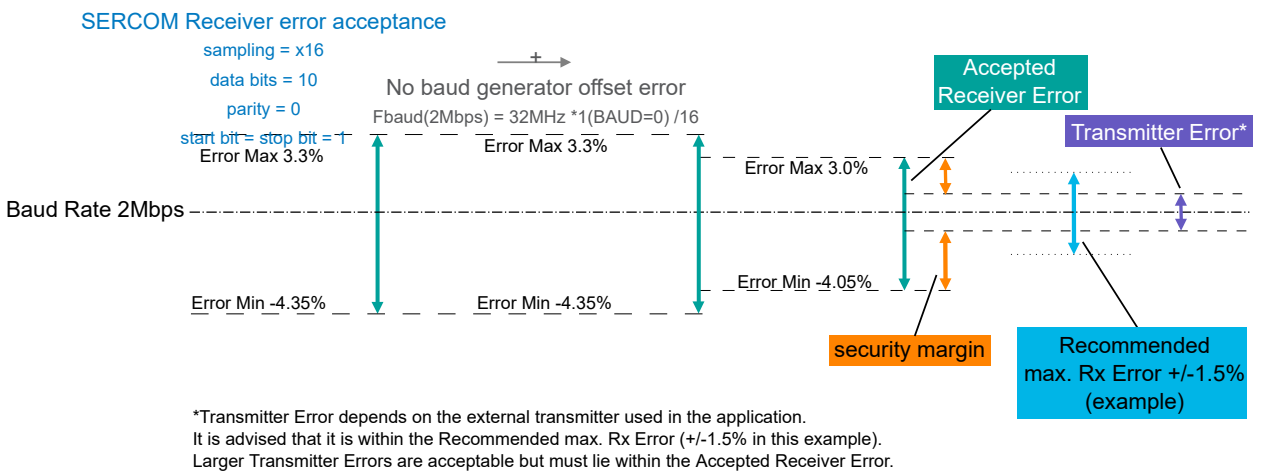 SERCOM Receiver error acceptance
sampling = x16
data bits = 10
parity = 0
start bit = stop bit = 1
+
No baud generator offset error
Fbaud(2Mbps) = 32MHz *1(BAUD=0) /16
Accepted
Receiver Error
Transmitter Error*
Error Max 3.3%
Error Max 3.3%
Error Max 3.0%
Baud Rate 2Mbps
Error Min -4.35%
Error Min -4.35%
Error Min -4.05%
security margin
Recommended
max. Rx Error +/-1.5%
(example)
*Transmitter Error depends on the external transmitter used in the application.
It is advised that it is within the Recommended max. Rx Error (+/-1.5% in this example).
Larger Transmitter Errors are acceptable but must lie within the Accepted Receiver Error.